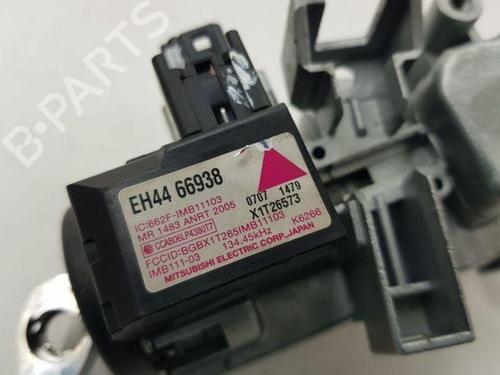 B-PARTS
EH44 66938
0707 1479
X1T26573
IC:662F-IMB11103
MR 1483 ANRT 2005
CCAB06LP4380T7
FCCID:BGBX1T265IMB11103 K6266
IMB111-03 134.45kHz
MITSUBISHI ELECTRIC CORP.,JAPAN